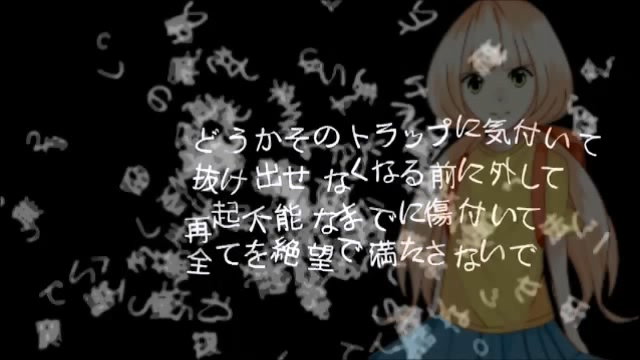 どうかそのトラップに気付いて
抜け出せなくなる前に外して
再起不能なまでに傷付いて
全てを絶望で満たさないで